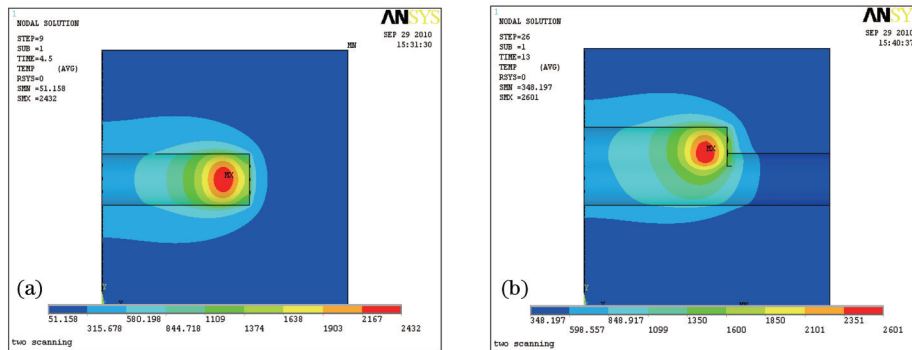 1
NODAL SOLUTION
STEP=9
SUB =1
TIME=4.5
TEMP (AVG)
RSYS=0
SMN =51.158
SMX =2432
ANSYS
SEP 29 2010
15:31:30
MN
MX
Y
(a)
51.158 580.198 1109 1638 2167
315.678 844.718 1374 1903 2432
two scanning
1
NODAL SOLUTION
STEP=26
SUB =1
TIME=13
TEMP (AVG)
RSYS=0
SMN =348.197
SMX =2601
ANSYS
SEP 29 2010
15:40:37
MX
Y
(b)
348.197 848.917 1350 1850 2351
598.557 1099 1600 2101 2601
two scanning